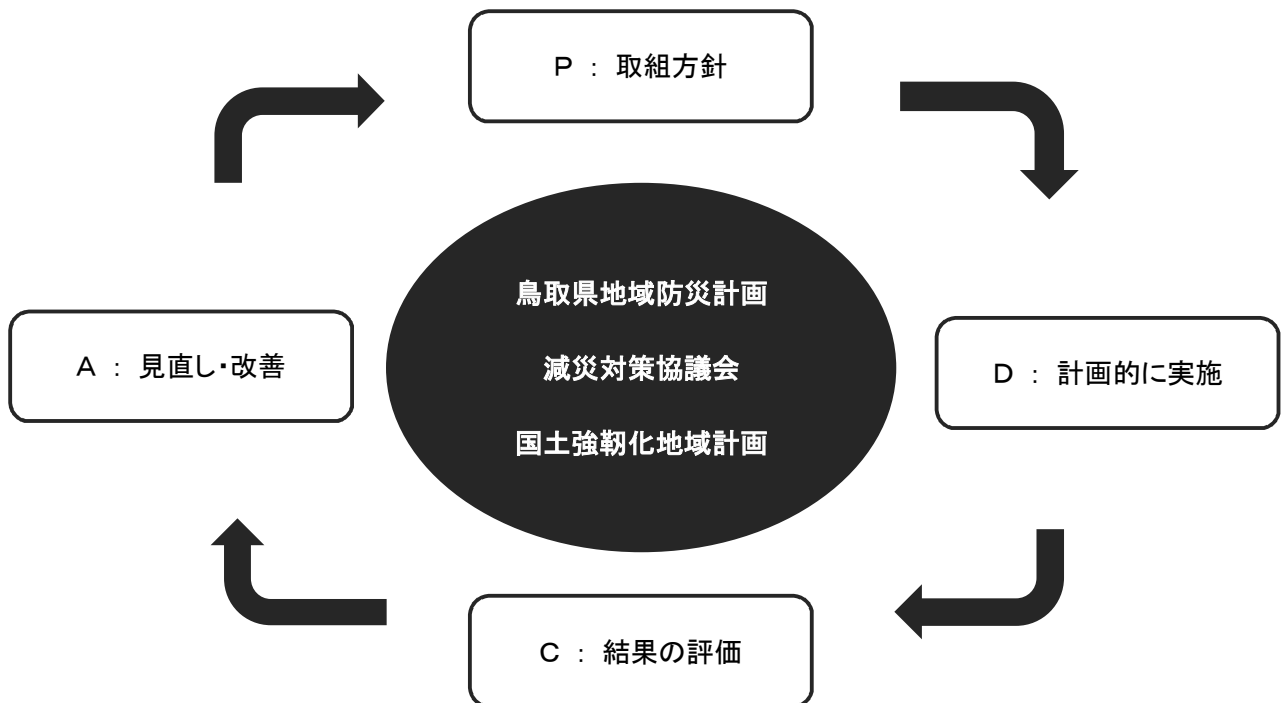 Ｐ ： 取組方針
鳥取県地域防災計画
減災対策協議会
国土強靭化地域計画
Ａ ： 見直し・改善
Ｄ ： 計画的に実施
Ｃ ： 結果の評価